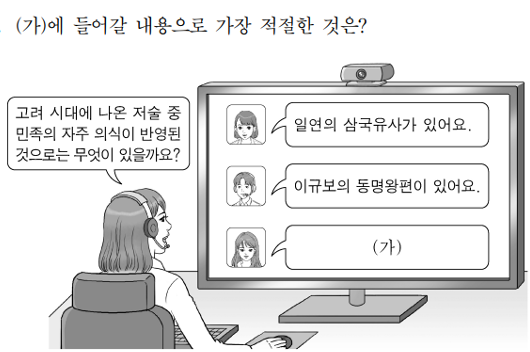 (가)에 들어갈 내용으로 가장 적절한 것은?
고려 시대에 나온 저술 중
민족의 자주 의식이 반영된
것으로는 무엇이 있을까요?
일연의 삼국유사가 있어요.
이규보의 동명왕편이 있어요.
(가)